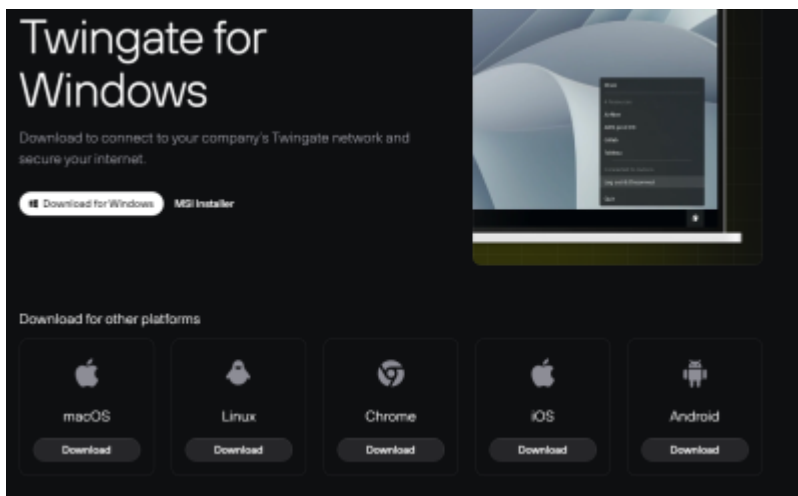 Twingate for
Windows
Download to connect to your company's Twingate network and
secure your internet.
Download for Windows
MSI Installer
Download for other platforms
macOS
Linux
Chrome
iOS
Android
Download
Download
Download
Download
Download